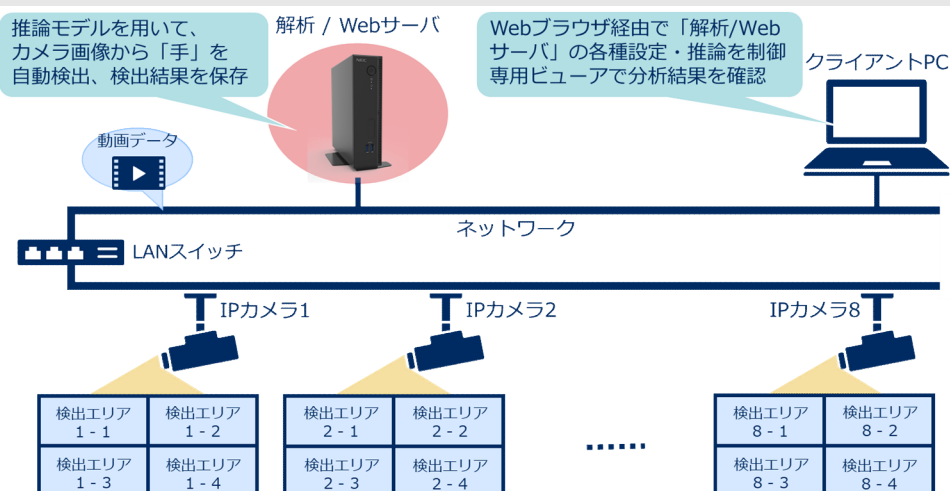 推論モデルを用いて、
カメラ画像から「手」を
自動検出、検出結果を保存
解析 / Webサーバ
Webブラウザ経由で「解析/Web
サーバ」の各種設定・推論を制御
専用ビューアで分析結果を確認
クライアントPC
動画データ
ネットワーク
LANスイッチ
IPカメラ1
IPカメラ2
IPカメラ8
検出エリア
1 - 1
検出エリア
1 - 2
検出エリア
1 - 3
検出エリア
1 - 4
検出エリア
2 - 1
検出エリア
2 - 2
検出エリア
2 - 3
検出エリア
2 - 4
......
検出エリア
8 - 1
検出エリア
8 - 2
検出エリア
8 - 3
検出エリア
8 - 4